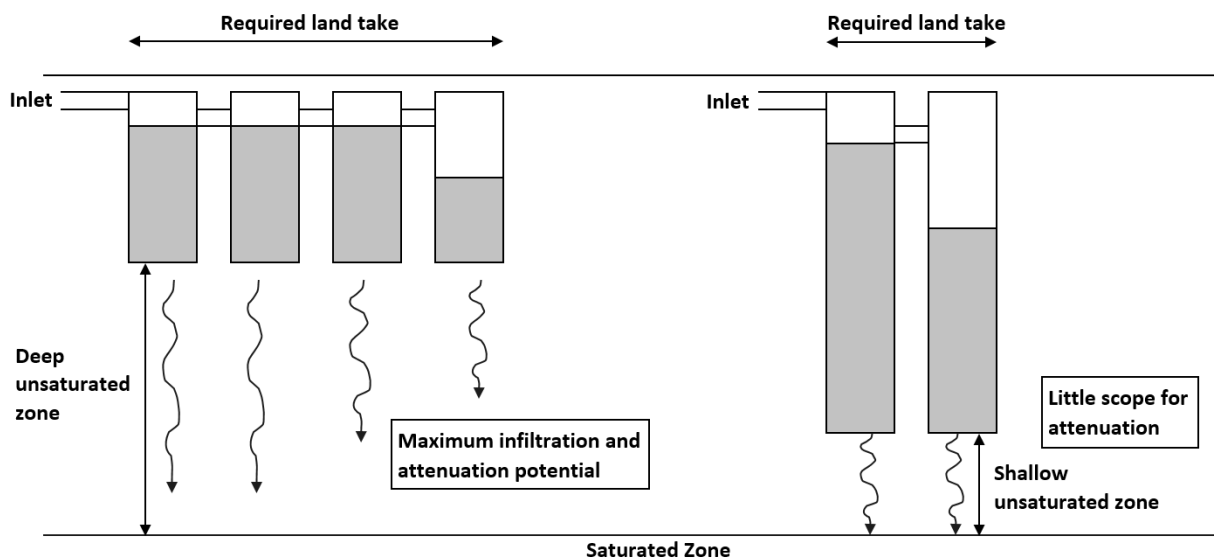 Required land take
Required land take
Inlet
Inlet
Deep
unsaturated
zone
Maximum infiltration and
attenuation potential
Little scope for
attenuation
Shallow
unsaturated zone
Saturated Zone